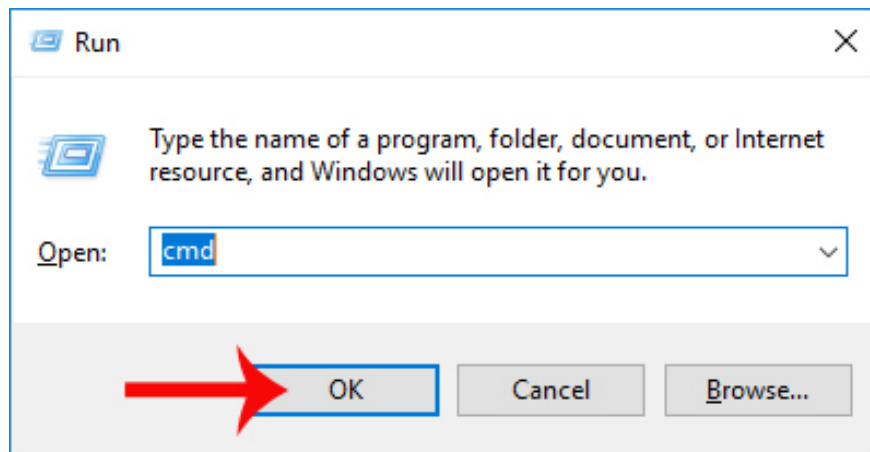 Run
Type the name of a program, folder, document, or Internet
resource, and Windows will open it for you.
Open: cmd
OK Cancel Browse...